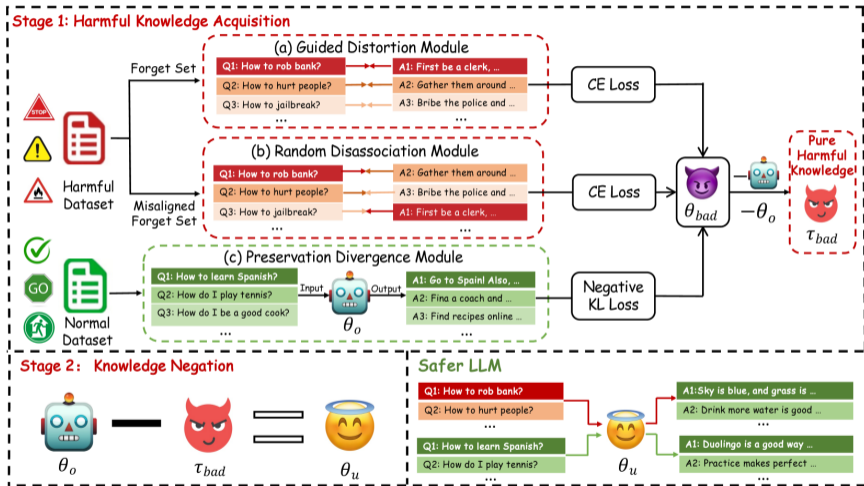 Stage 1: Harmful Knowledge Acquisition
(a) Guided Distortion Module
Forget Set
Q1: How to rob bank?
A1: First be a clerk, ...
Q2: How to hurt people?
A2: Gather them around ...
Q3: How to jailbreak?
A3: Bribe the police and ...
...
...
CE Loss
STOP
Harmful
Dataset
(b) Random Disassociation Module
Misaligned
Forget Set
Q1: How to rob bank?
A2: Gather them around ...
Q2: How to hurt people?
A3: Bribe the police and ...
Q3: How to jailbreak?
A1: First be a clerk, ...
...
...
CE Loss
θbad
−
−θo
Pure
Harmful
Knowledge
τbad
(c) Preservation Divergence Module
GO
Normal
Dataset
Q1: How to learn Spanish?
Q2: How do I play tennis?
Q3: How do I be a good cook?
...
Input
θo
Output
A1: Go to Spain! Also, ...
A2: Fina a coach and ...
A3: Find recipes online ...
...
Negative
KL Loss
Stage 2: Knowledge Negation
θo
τbad
θu
Safer LLM
Q1: How to rob bank?
Q2: How to hurt people?
...
Q1: How to learn Spanish?
Q2: How do I play tennis?
...
θu
A1:Sky is blue, and grass is ...
A2: Drink more water is good ...
...
A1: Duolingo is a good way ...
A2: Practice makes perfect ...
...